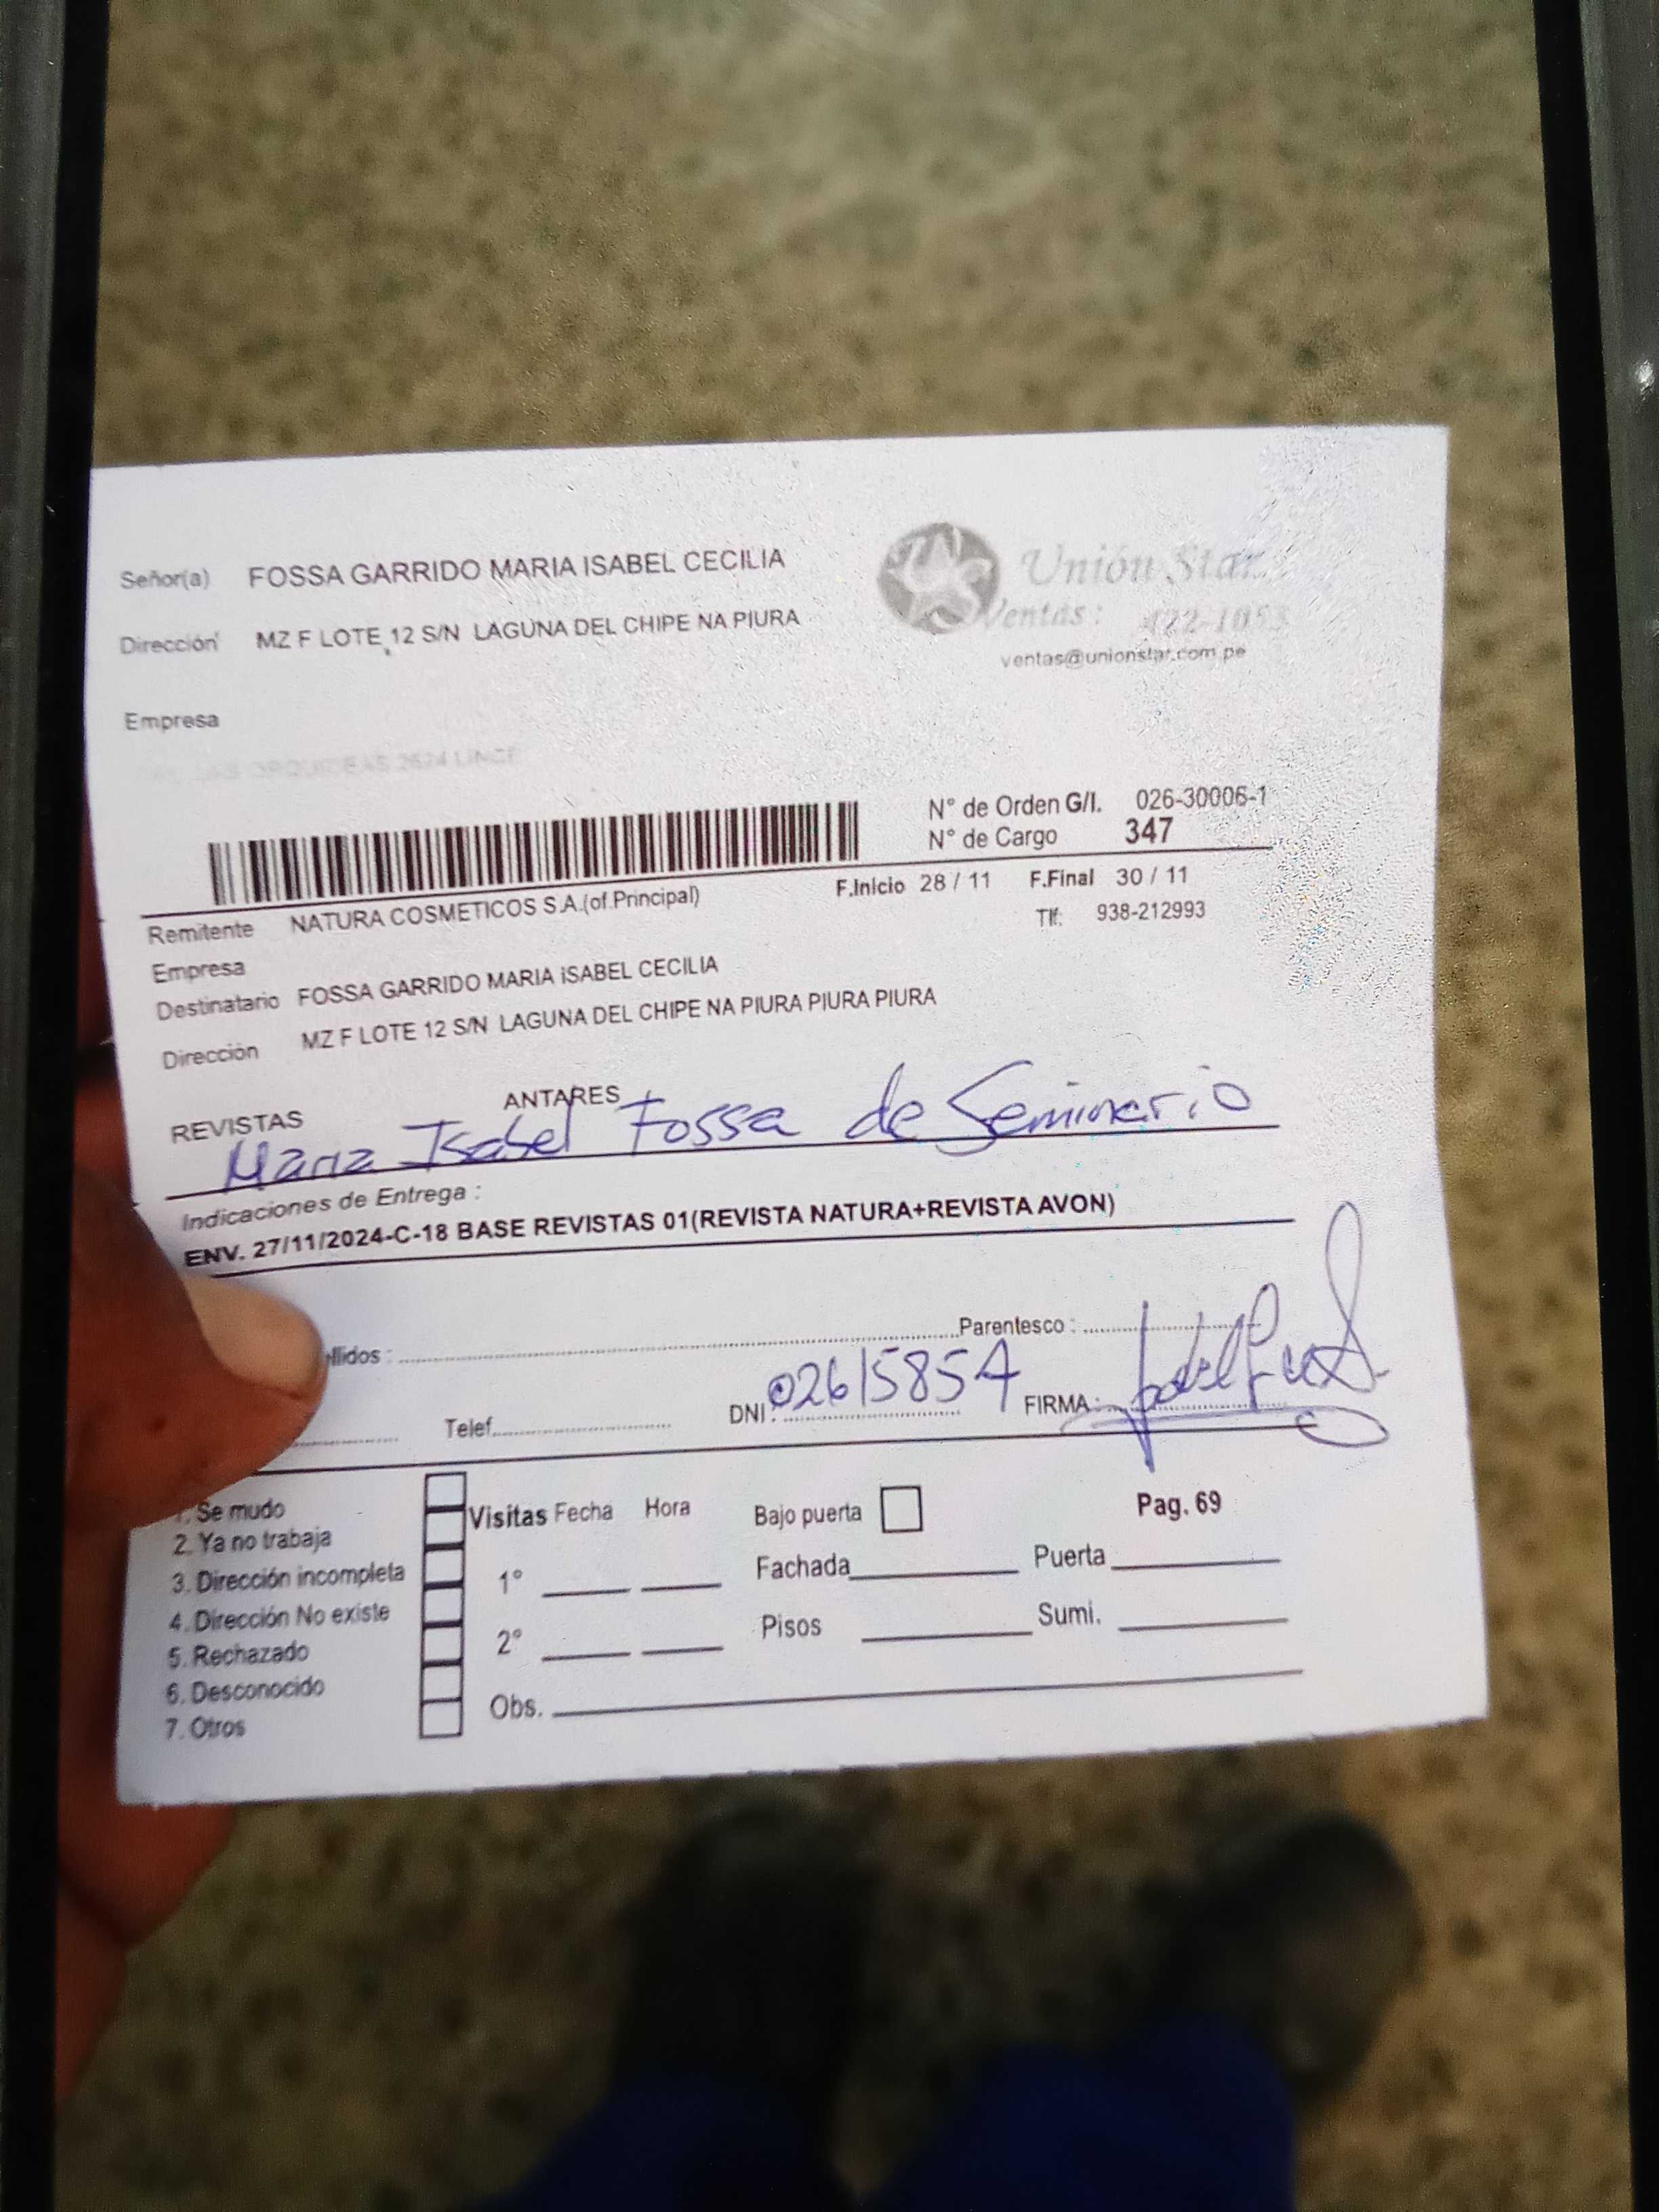 Señor(a) FOSSA GARRIDO MARIA ISABEL CECILIA
Unión Star
Dirección MZ F LOTE 12 S/N LAGUNA DEL CHIPE NA PIURA
Ventas: 422-1053
ventas@unionstar.com.pe
Empresa
ORQUIDEAS 2624 LINCE
N° de Orden G/I. 026-30006-1
N° de Cargo 347
Remitente NATURA COSMETICOS S.A.(of.Principal) F.Inicio 28 / 11 F.Final 30 / 11
Tlf: 938-212993
Empresa
Destinatario FOSSA GARRIDO MARIA ISABEL CECILIA
Dirección MZ F LOTE 12 S/N LAGUNA DEL CHIPE NA PIURA PIURA PIURA
REVISTAS ANTARES
Maria Isabel Fossa de Seminario
Indicaciones de Entrega :
ENV. 27/11/2024-C-18 BASE REVISTAS 01(REVISTA NATURA+REVISTA AVON)
llidos : Parentesco :
Telef. DNI: 02615854 FIRMA:
1. Se mudo
2. Ya no trabaja
3. Dirección incompleta
4. Dirección No existe
5. Rechazado
6. Desconocido
7. Otros
Visitas Fecha Hora
1°
2°
Obs.
Bajo puerta
Pag. 69
Fachada Puerta
Pisos Sumi.